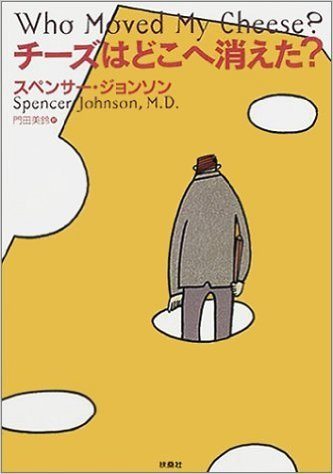 Who Moved My Cheese?
チーズはどこへ消えた?
スペンサー・ジョンソン
Spencer Johnson, M.D.
門田美鈴 訳
扶桑社